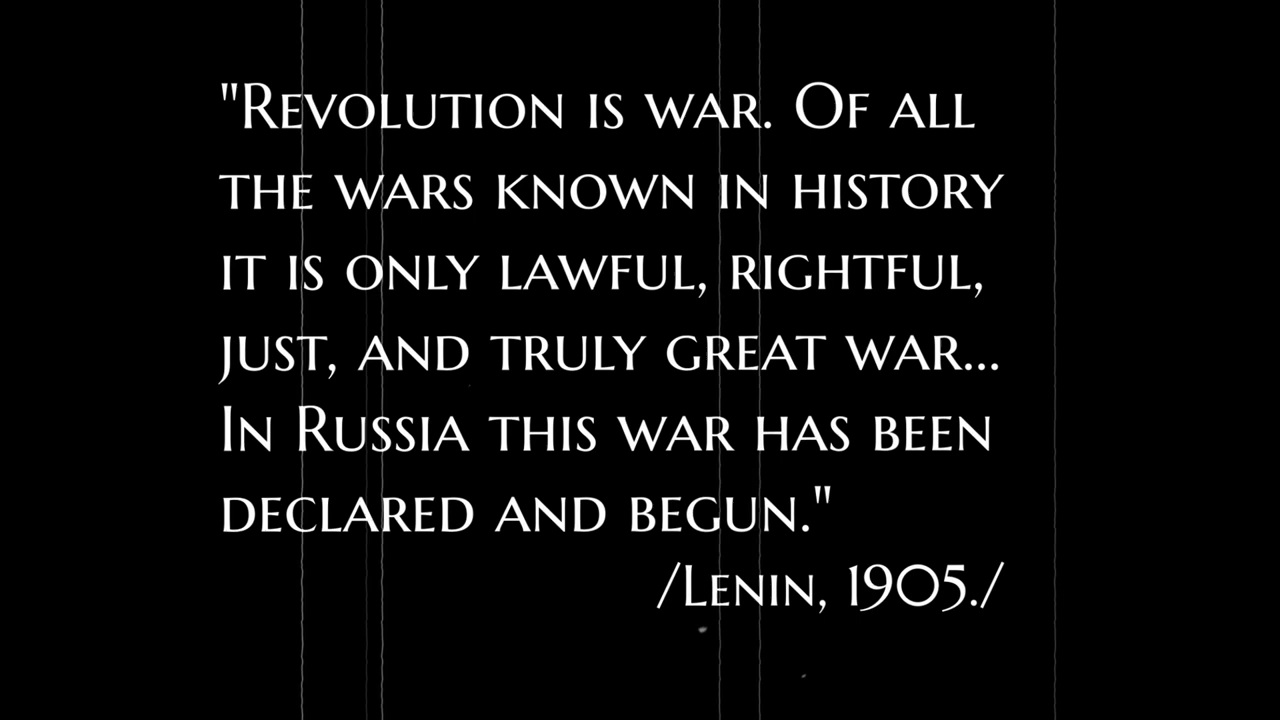 "Revolution is war. Of all
the wars known in history
it is only lawful, rightful,
just, and truly great war...
In Russia this war has been
declared and begun."
/Lenin, 1905./